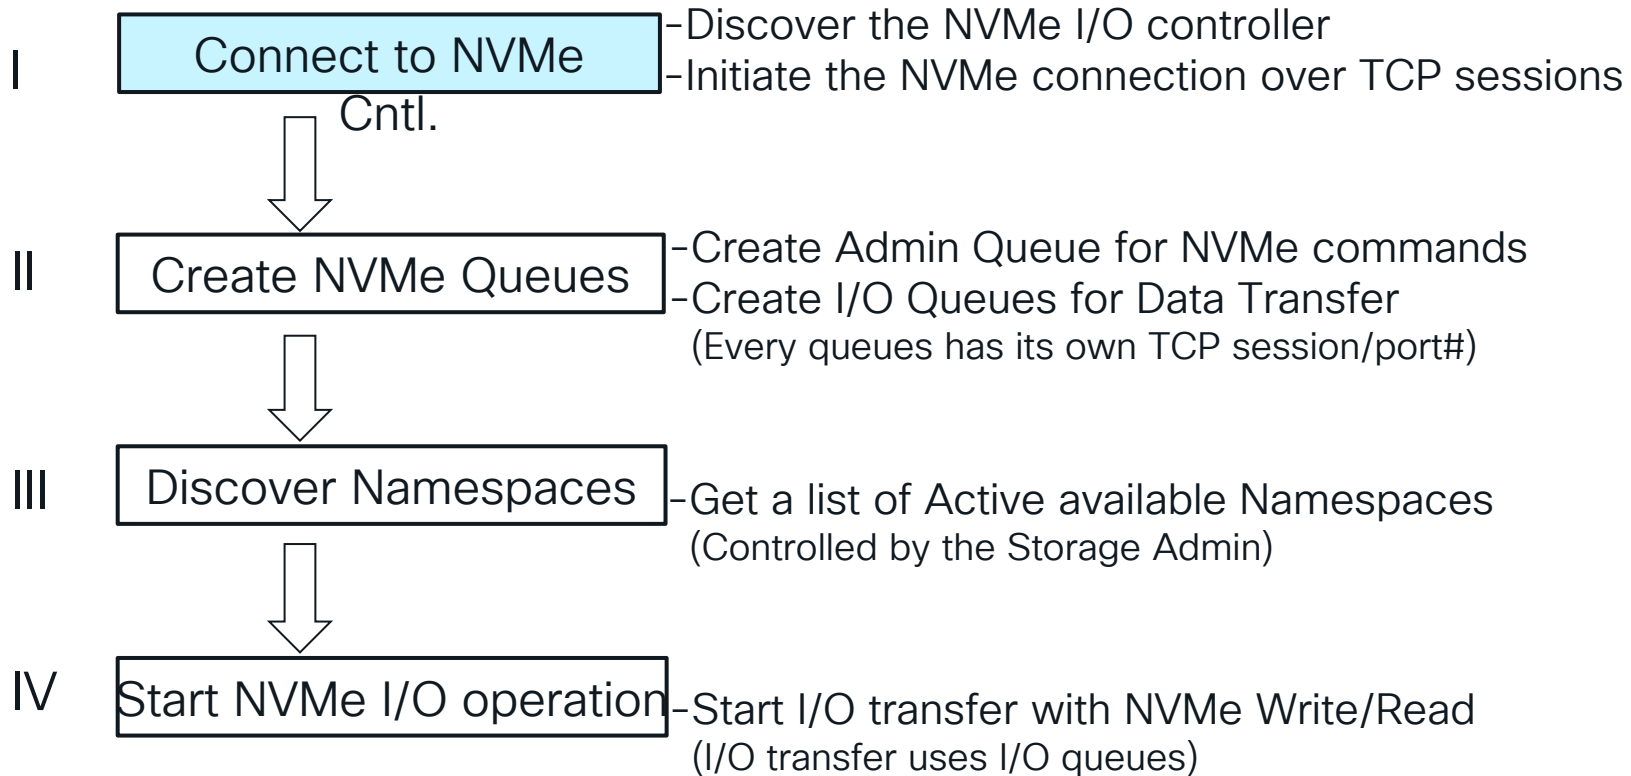 I
Connect to NVMe
Cntl.
-Discover the NVMe I/O controller
-Initiate the NVMe connection over TCP sessions
II
Create NVMe Queues
-Create Admin Queue for NVMe commands
-Create I/O Queues for Data Transfer
(Every queues has its own TCP session/port#)
III
Discover Namespaces
-Get a list of Active available Namespaces
(Controlled by the Storage Admin)
IV
Start NVMe I/O operation
-Start I/O transfer with NVMe Write/Read
(I/O transfer uses I/O queues)